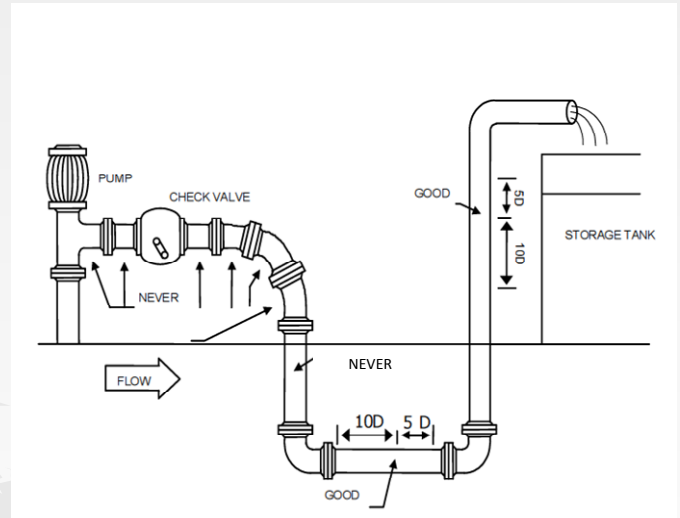 PUMP
CHECK VALVE
GOOD
5D
10D
STORAGE TANK
NEVER
NEVER
FLOW
10D
5 D
GOOD